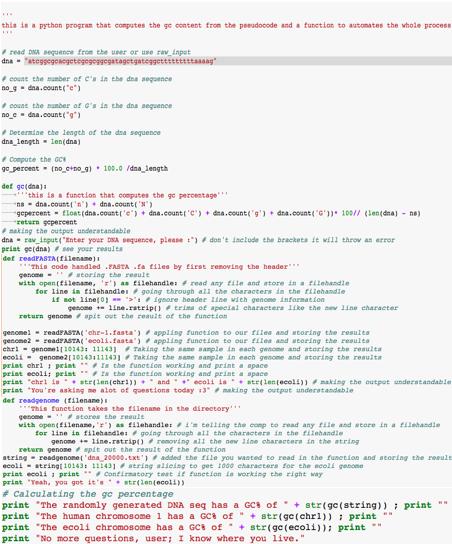 '''
this is a python program that computes the gc content from the pseudocode and a function to automates the whole process
'''
# read DNA sequence from the user or use raw_input
dna = "atcggcgcacgctcgcgcggcgatagctgatcggctttttttttaaaag"
# count the number of C's in the dna sequence
no_g = dna.count("c")
# count the number of G's in the dna sequence
no_c = dna.count("g")
# Determine the length of the dna sequence
dna_length = len(dna)
# Compute the GC%
gc_percent = (no_c+no_g) * 100.0 /dna_length
def gc(dna):
'''this is a function that computes the gc percentage'''
ns = dna.count('n') + dna.count('N')
gcpercent = float(dna.count('c') + dna.count('C') + dna.count('g') + dna.count('G'))* 100// (len(dna) - ns)
return gcpercent
# making the output understandable
dna = raw_input("Enter your DNA sequence, please :") # don't include the brackets it will throw an error
print gc(dna) # see your results
def readFASTA(filename):
'''This code handled .FASTA .fa files by first removing the header'''
genome = '' # storing the result
with open(filename, 'r') as filehandle: # read any file and store in a filehandle
for line in filehandle: # going through all the characters in the filehandle
if not line[0] == '>': # ignore header line with genome information
genome += line.rstrip() # trims of special characters like the new line character
return genome # spit out the result of the function
genome1 = readFASTA('chr-1.fasta') # appling function to our files and storing the results
genome2 = readFASTA('ecoli.fasta') # appling function to our files and storing the results
chr1 = genome1[10143: 11143] # Taking the same sample in each genome and storing the results
ecoli = genome2[10143:11143] # Taking the same sample in each genome and storing the results
print chr1 ; print "" # Is the function working and print a space
print ecoli; print "" # Is the function working and print a space
print "chr1 is " + str(len(chr1)) + " and " +" ecoli is " + str(len(ecoli)) # making the output understandable
print "You're asking me alot of questions today :3" # making the output understandable
def readgenome (filename):
'''This function takes the filename in the directory'''
genome = '' # stores the result
with open(filename,'r') as filehandle: # i'm telling the comp to read any file and store in a filehandle
for line in filehandle: # going through all the characters in the filehandle
genome += line.rstrip() # removing all the new line characters in the string
return genome # spit out the result of the function
string = readgenome('dna_20000.txt') # added the file you wanted to read in the function and storing the result
ecoli = string[10143: 11143] # string slicing to get 1000 characters for the ecoli genome
print ecoli ; print "" # Confirmatory test if function is working the right way
print "Yeah, you got it's " + str(len(ecoli))
# Calculating the gc percentage
print "The randomly generated DNA seq has a GC% of " + str(gc(string)) ; print ""
print "The human chromosome 1 has a GC% of " + str(gc(chr1)) ; print ""
print "The ecoli chromosome has a GC% of " + str(gc(ecoli)); print ""
print "No more questions, user; I know where you live."